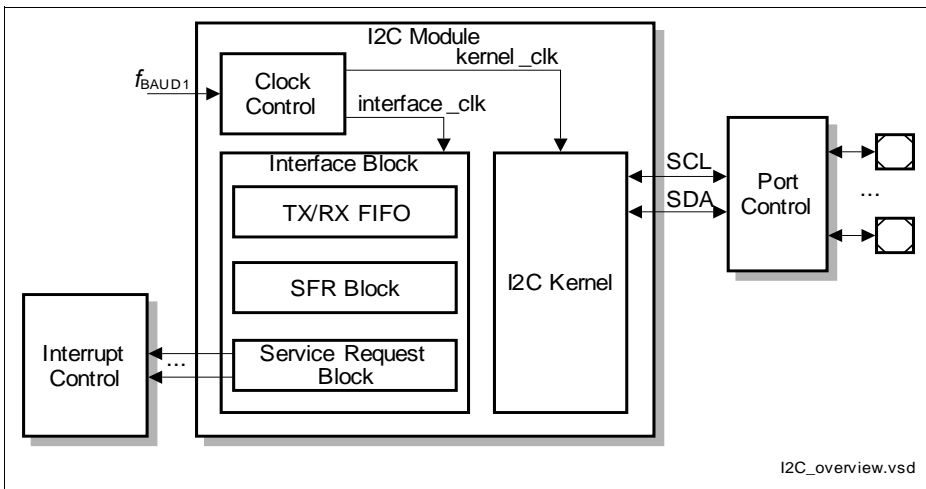 I2C Module
kernel_clk
fBAUD1
Clock
Control
interface_clk
Interface Block
TX/RX FIFO
SFR Block
Service Request
Block
I2C Kernel
SCL
SDA
Port
Control
...
Interrupt
Control
...
I2C_overview.vsd